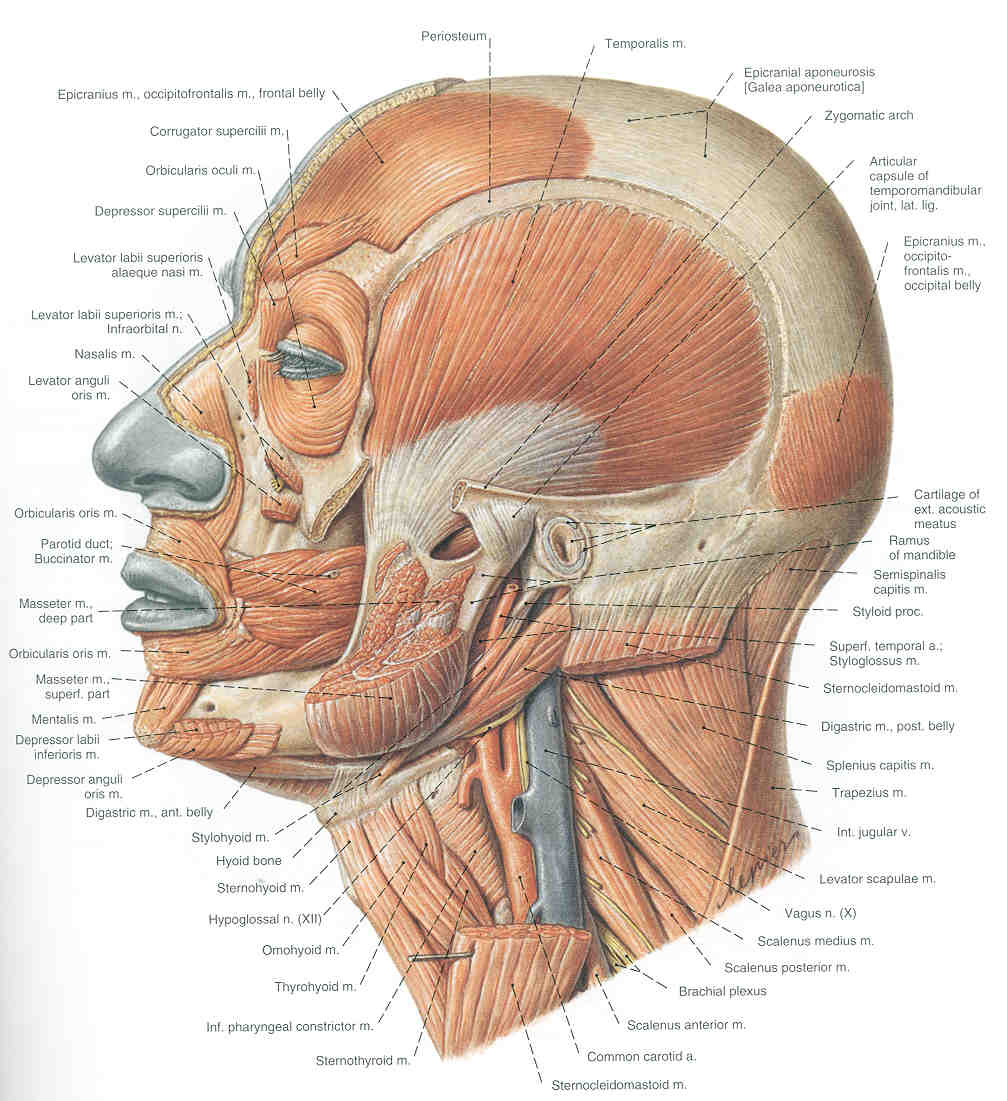 Periosteum
Temporalis m.
Epicranial aponeurosis
[Galea aponeurotica]
Epicranius m., occipitofrontalis m., frontal belly
Zygomatic arch
Corrugator supercilii m.
Articular
capsule of
temporomandibular
joint, lat. lig.
Orbicularis oculi m.
Depressor supercilii m.
Epicranius m.,
occipito-
frontalis m.,
occipital belly
Levator labii superioris
alaeque nasi m.
Levator labii superioris m.;
Infraorbital n.
Nasalis m.
Levator anguli
oris m.
Cartilage of
ext. acoustic
meatus
Orbicularis oris m.
Ramus
of mandible
Parotid duct;
Buccinator m.
Semispinalis
capitis m.
Masseter m.,
deep part
Styloid proc.
Orbicularis oris m.
Superf. temporal a.;
Styloglossus m.
Masseter m.,
superf. part
Sternocleidomastoid m.
Mentalis m.
Digastric m., post. belly
Depressor labii
inferioris m.
Splenius capitis m.
Depressor anguli
oris m.
Trapezius m.
Digastric m., ant. belly
Int. jugular v.
Stylohyoid m.
Hyoid bone
Levator scapulae m.
Sternohyoid m.
Vagus n. (X)
Hypoglossal n. (XII)
Scalenus medius m.
Omohyoid m.
Scalenus posterior m.
Thyrohyoid m.
Brachial plexus
Inf. pharyngeal constrictor m.
Scalenus anterior m.
Sternothyroid m.
Common carotid a.
Sternocleidomastoid m.